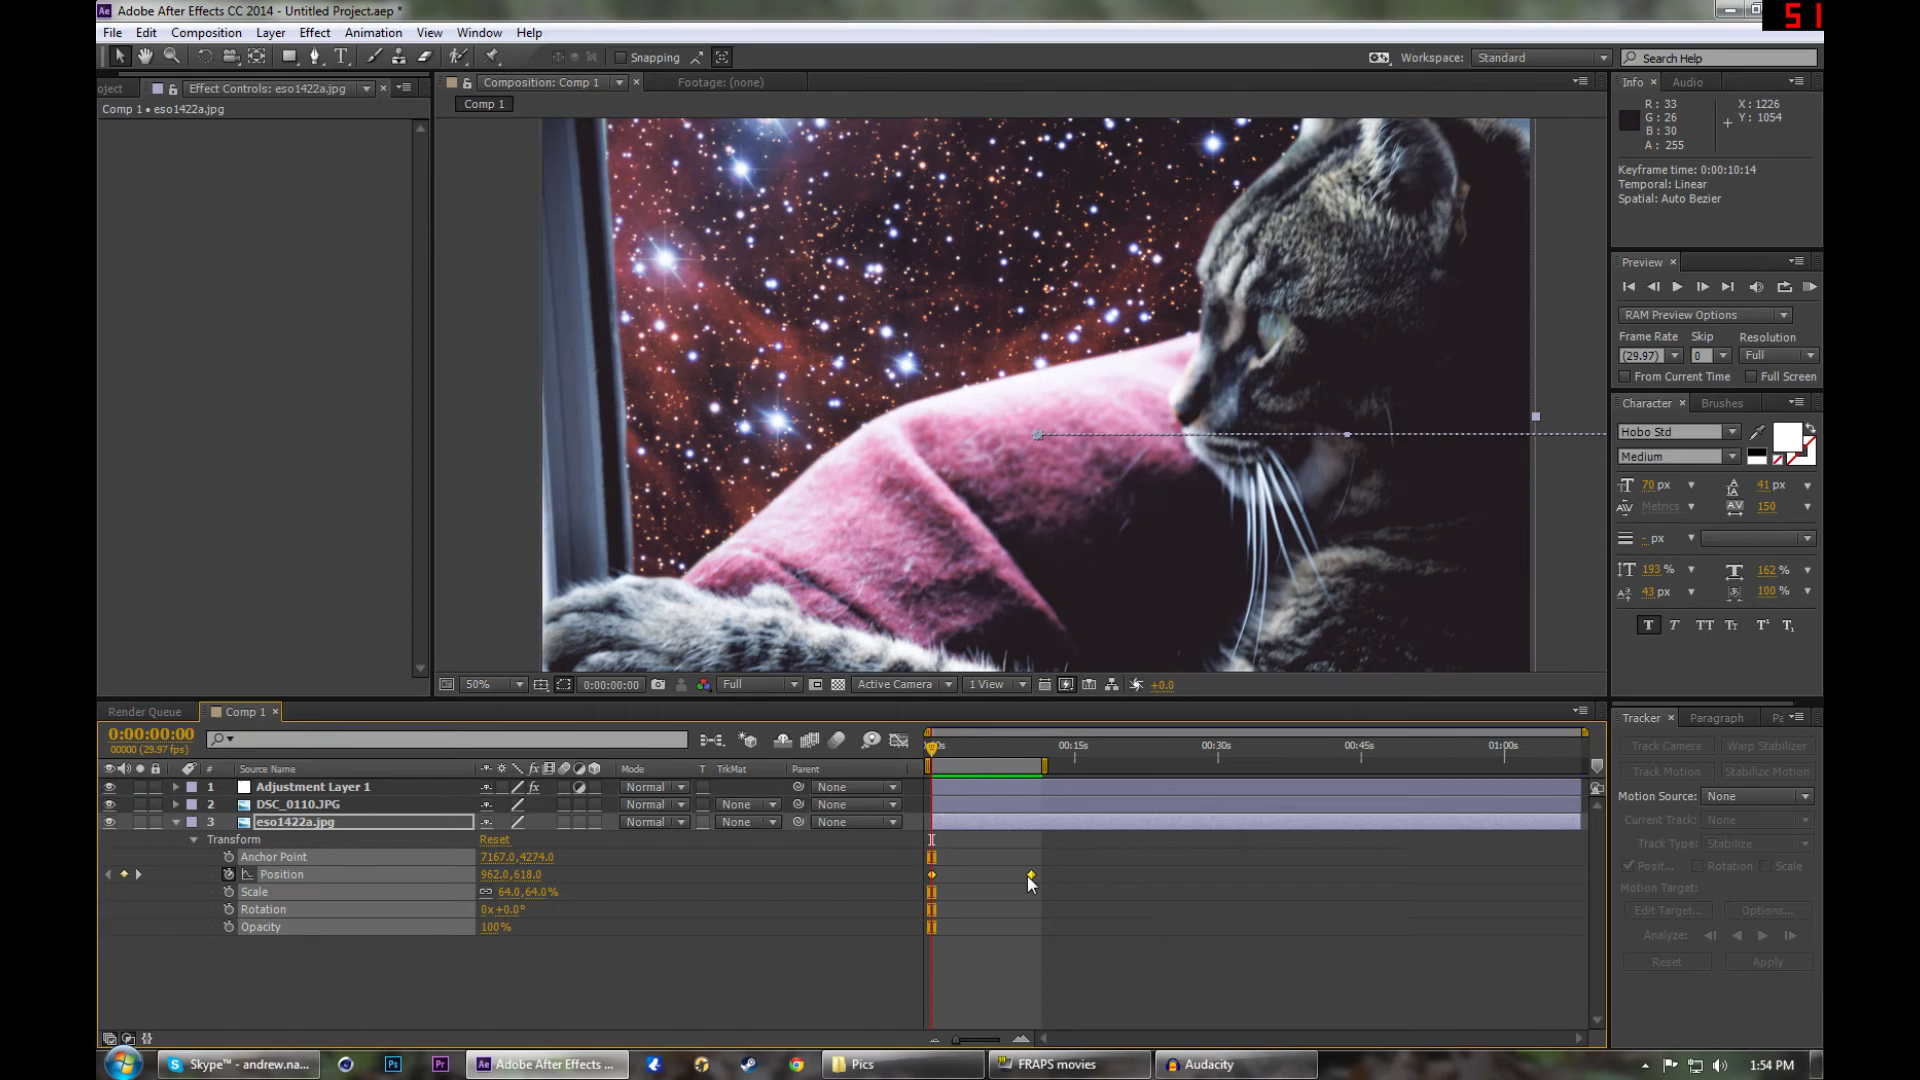 Adobe After Effects CC 2014 - Untitled Project.aep *
51
File Edit Composition Layer Effect Animation View Window Help
Snapping
Workspace: Standard
Search Help
oject Effect Controls: eso1422a.jpg
Comp 1 • eso1422a.jpg
Composition: Comp 1
Footage: (none)
Comp 1
Info Audio
R : 33
G : 26
B : 30
A : 255
X : 1226
Y : 1054
Keyframe time: 0:00:10:14
Temporal: Linear
Spatial: Auto Bezier
Preview
RAM Preview Options
Frame Rate Skip Resolution
(29.97) 0 Full
From Current Time Full Screen
Character Brushes
Hobo Std
Medium
70 px 41 px
Metrics 150
- px
193 % 162 %
43 px 100 %
T T TT Tt T¹ T₁
50% 0:00:00:00 Full Active Camera 1 View +0.0
Render Queue Comp 1
0:00:00:00
00000 (29.97 fps)
00:15s 00:30s 00:45s 01:00s
# Source Name Mode T TrkMat Parent
1 Adjustment Layer 1 Normal None
2 DSC_0110.JPG Normal None None
3 eso1422a.jpg Normal None None
Transform Reset
Anchor Point 7167.0,4274.0
Position 962.0,618.0
Scale 64.0,64.0%
Rotation 0x+0.0°
Opacity 100%
Tracker Paragraph Pa
Track Camera Warp Stabilizer
Track Motion Stabilize Motion
Motion Source: None
Current Track: None
Track Type: Stabilize
Posit... Rotation Scale
Motion Target:
Edit Target... Options...
Analyze:
Reset Apply
Skype™ - andrew.na...
Ps
Pr
Ae Adobe After Effects ...
Pics
FRAPS movies
Audacity
1:54 PM